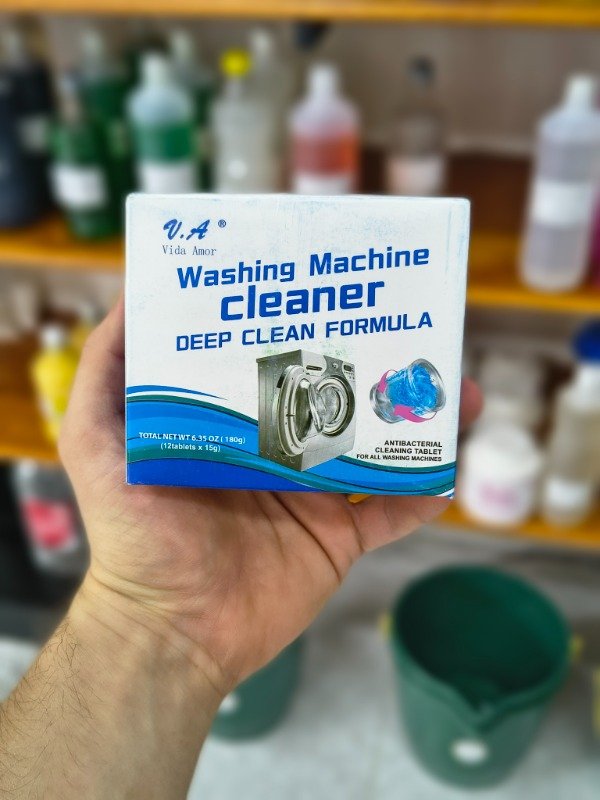 V.A ®
Vida Amor
Washing Machine
cleaner
DEEP CLEAN FORMULA
TOTAL NET WT 6.35 OZ ( 180g)
(12tablets x 15g)
ANTIBACTERIAL
CLEANING TABLET
FOR ALL WASHING MACHINES